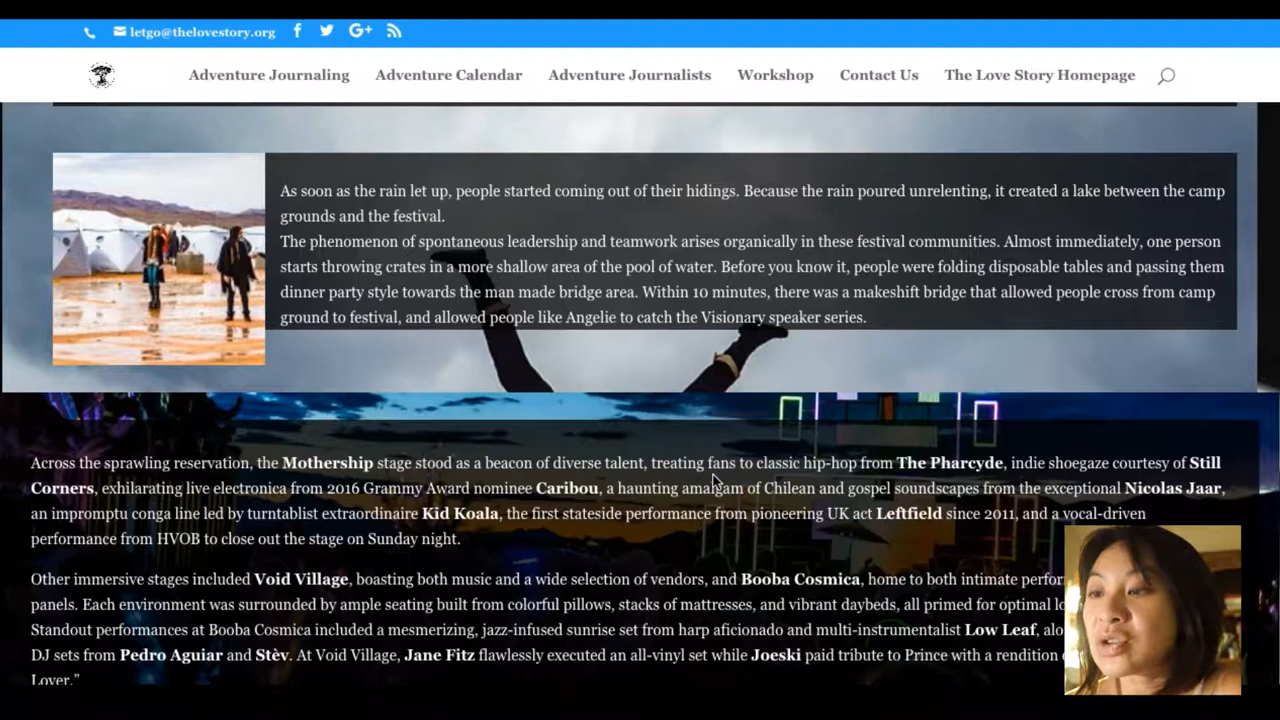 letgo@thelovestory.org
Adventure Journaling Adventure Calendar Adventure Journalists Workshop Contact Us The Love Story Homepage
As soon as the rain let up, people started coming out of their hidings. Because the rain poured unrelenting, it created a lake between the camp
grounds and the festival.
The phenomenon of spontaneous leadership and teamwork arises organically in these festival communities. Almost immediately, one person
starts throwing crates in a more shallow area of the pool of water. Before you know it, people were folding disposable tables and passing them
dinner party style towards the man made bridge area. Within 10 minutes, there was a makeshift bridge that allowed people cross from camp
ground to festival, and allowed people like Angelie to catch the Visionary speaker series.
Across the sprawling reservation, the Mothership stage stood as a beacon of diverse talent, treating fans to classic hip-hop from The Pharcyde, indie shoegaze courtesy of Still
Corners, exhilarating live electronica from 2016 Grammy Award nominee Caribou, a haunting amalgam of Chilean and gospel soundscapes from the exceptional Nicolas Jaar,
an impromptu conga line led by turntablist extraordinaire Kid Koala, the first stateside performance from pioneering UK act Leftfield since 2011, and a vocal-driven
performance from HVOB to close out the stage on Sunday night.
Other immersive stages included Void Village, boasting both music and a wide selection of vendors, and Booba Cosmica, home to both intimate
panels. Each environment was surrounded by ample seating built from colorful pillows, stacks of mattresses, and vibrant daybeds, all primed for optimal
Standout performances at Booba Cosmica included a mesmerizing, jazz-infused sunrise set from harp aficionado and multi-instrumentalist Low Leaf,
DJ sets from Pedro Aguiar and Stèv. At Void Village, Jane Fitz flawlessly executed an all-vinyl set while Joeski paid tribute to Prince with a rendition
Lover.”